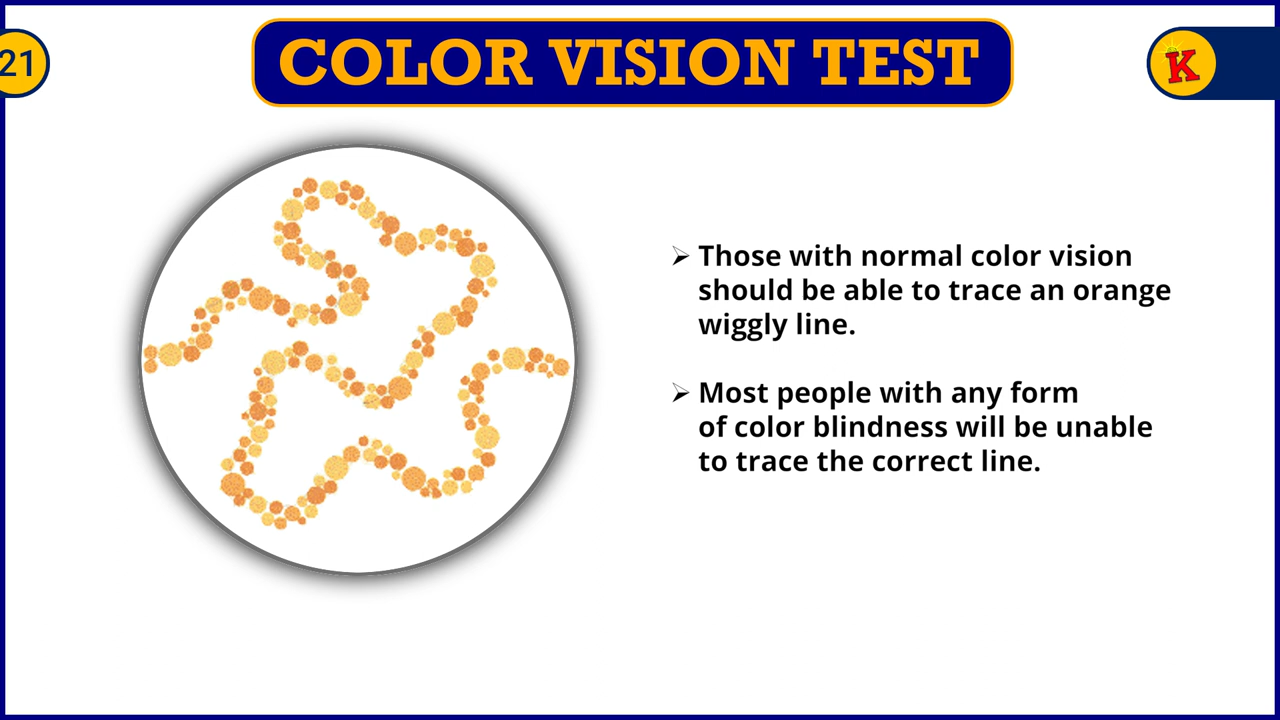 21
COLOR VISION TEST
K
Those with normal color vision
should be able to trace an orange
wiggly line.
Most people with any form
of color blindness will be unable
to trace the correct line.